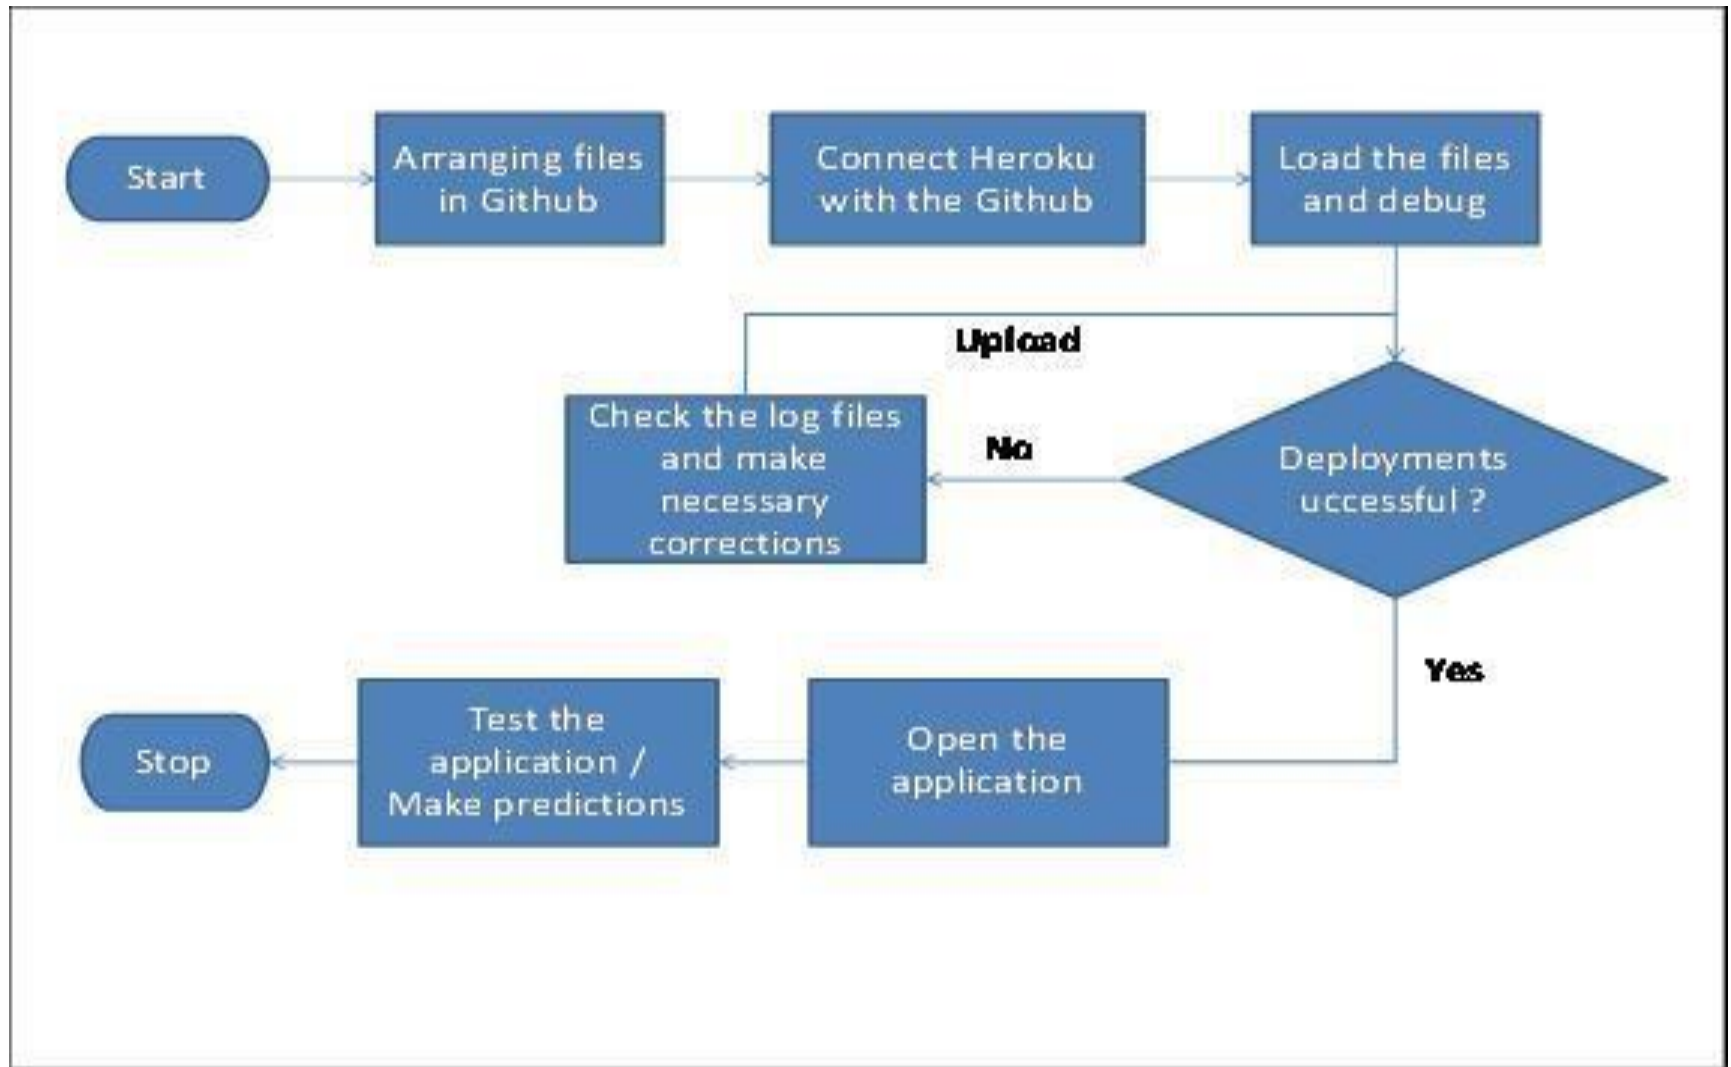 Start
Arranging files
in Github
Connect Heroku
with the Github
Load the files
and debug
Upload
Check the log files
and make
necessary
corrections
No
Deployments
uccessful ?
Yes
Open the
application
Test the
application /
Make predictions
Stop